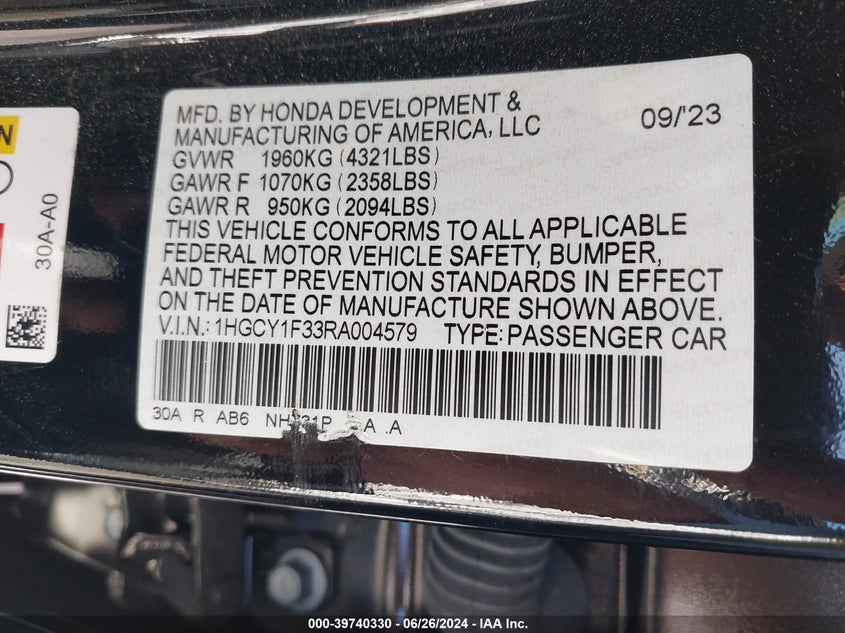 N
30A-A0
MFD. BY HONDA DEVELOPMENT &
MANUFACTURING OF AMERICA, LLC
09/'23
GVWR 1960KG (4321LBS)
GAWR F 1070KG (2358LBS)
GAWR R 950KG (2094LBS)
THIS VEHICLE CONFORMS TO ALL APPLICABLE
FEDERAL MOTOR VEHICLE SAFETY, BUMPER,
AND THEFT PREVENTION STANDARDS IN EFFECT
ON THE DATE OF MANUFACTURE SHOWN ABOVE.
V.I.N.: 1HGCY1F33RA004579 TYPE: PASSENGER CAR
30A R AB6
000-39740330 - 06/26/2024 - IAA Inc.